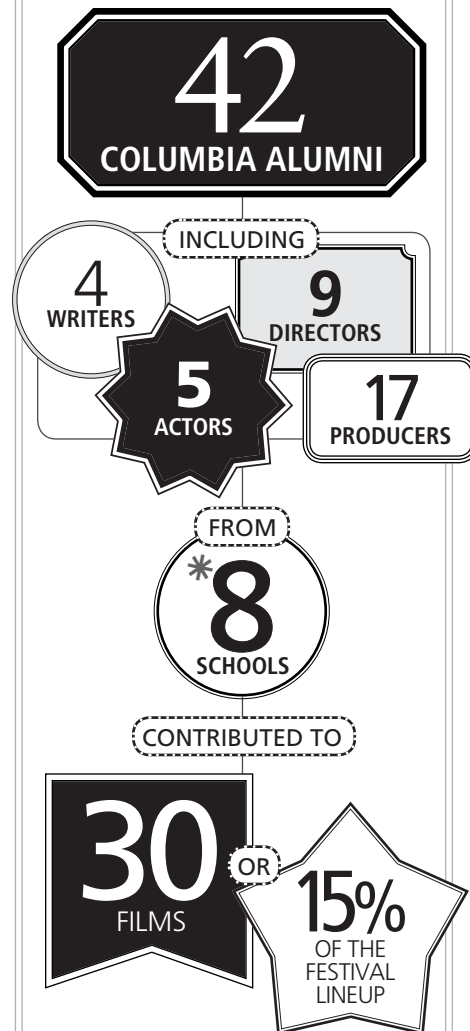 42
COLUMBIA ALUMNI
INCLUDING
4
WRITERS
9
DIRECTORS
5
ACTORS
17
PRODUCERS
FROM
*8
SCHOOLS
CONTRIBUTED TO
30
FILMS
OR
15%
OF THE
FESTIVAL
LINEUP